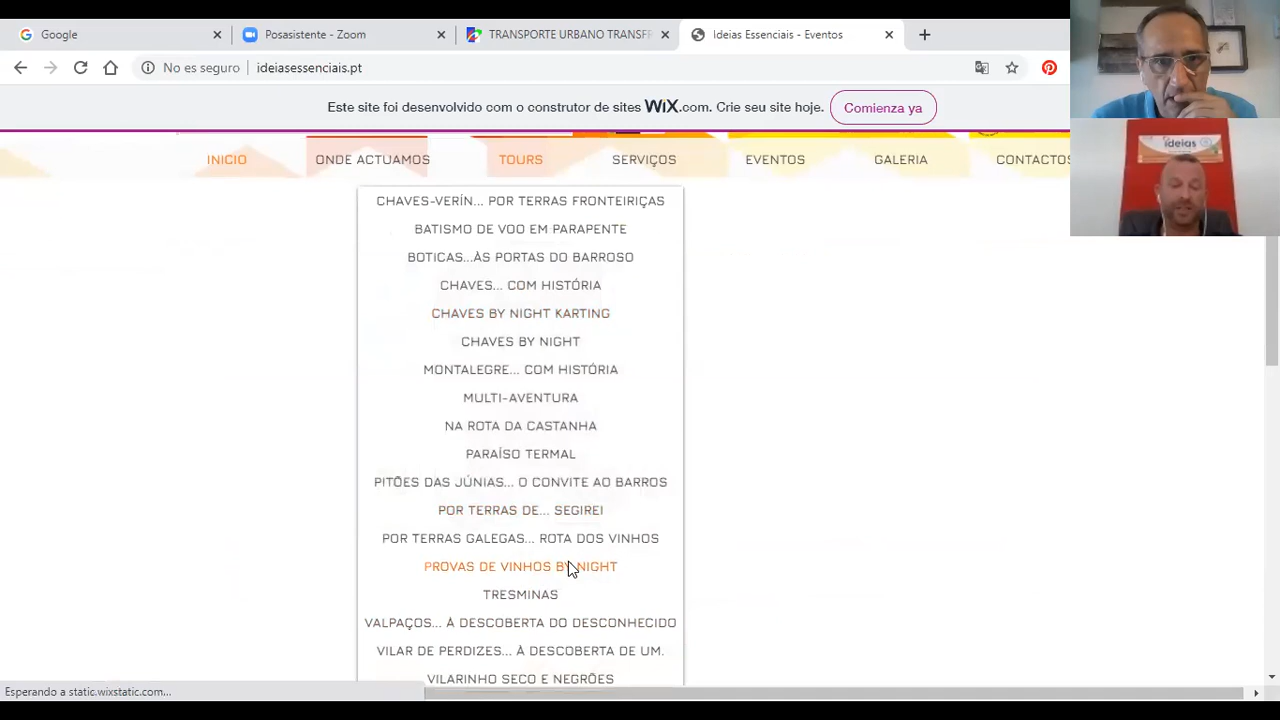 Google
Posasistente - Zoom
TRANSPORTE URBANO TRANSFR
Ideias Essenciais - Eventos
No es seguro
ideiasessenciais.pt
Este site foi desenvolvido com o construtor de sites WiX.com. Crie seu site hoje.
Comienza ya
ideias
INICIO
ONDE ACTUAMOS
TOURS
SERVIÇOS
EVENTOS
GALERIA
CONTACTOS
CHAVES-VERÍN... POR TERRAS FRONTEIRIÇAS
BATISMO DE VOO EM PARAPENTE
BOTICAS...ÀS PORTAS DO BARROSO
CHAVES... COM HISTÓRIA
CHAVES BY NIGHT KARTING
CHAVES BY NIGHT
MONTALEGRE... COM HISTÓRIA
MULTI-AVENTURA
NA ROTA DA CASTANHA
PARAÍSO TERMAL
PITÕES DAS JÚNIAS... O CONVITE AO BARROS
POR TERRAS DE... SEGIREI
POR TERRAS GALEGAS... ROTA DOS VINHOS
PROVAS DE VINHOS BY NIGHT
TRESMINAS
VALPAÇOS... À DESCOBERTA DO DESCONHECIDO
VILAR DE PERDIZES... À DESCOBERTA DE UM.
VILARINHO SECO E NEGRÕES
Esperando a static.wixstatic.com...